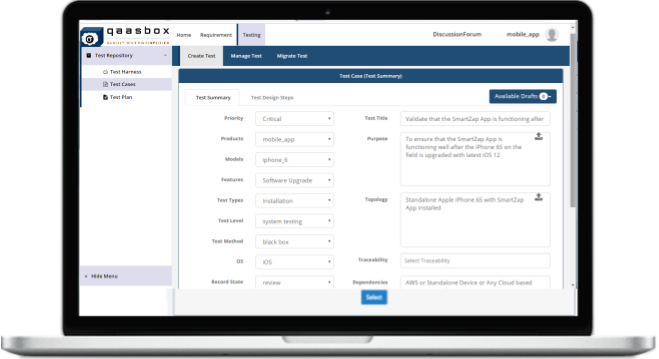 qaasbox
Home Requirement Testing
DiscussionForum mobile_app
Test Repository
Test Harness
Test Cases
Test Plan
Hide Menu
Create Test Manage Test Migrate Test
Test Case (Test Summary)
Test Summary Test Design Steps
Available Drafts 0
Priority Critical
Products mobile_app
Models iphone_6
Features Software Upgrade
Test Types Installation
Test Level system testing
Test Method black box
OS iOS
Record State review
Test Title Validate that the SmartZap App is functioning after
Purpose To ensure that the SmartZap App is
functioning well after the iPhone 6S on the
field is upgraded with latest iOS 12
Topology Standalone Apple iPhone 6S with SmartZap
App installed
Traceability Select Traceability
Dependencies AWS or Standalone Device or Any Cloud based
Select